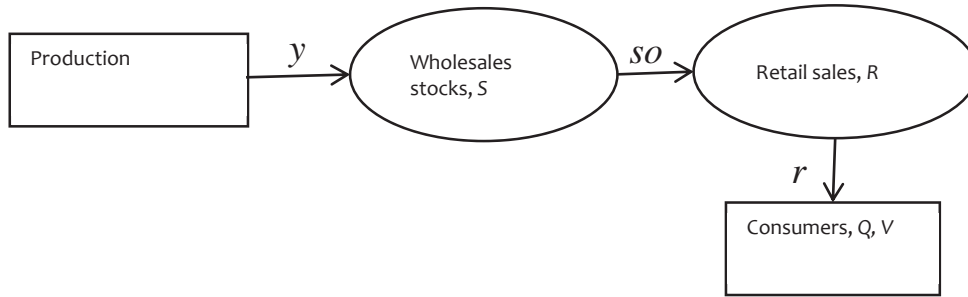 Production
y
Wholesales
stocks, S
so
Retail sales, R
r
Consumers, Q, V